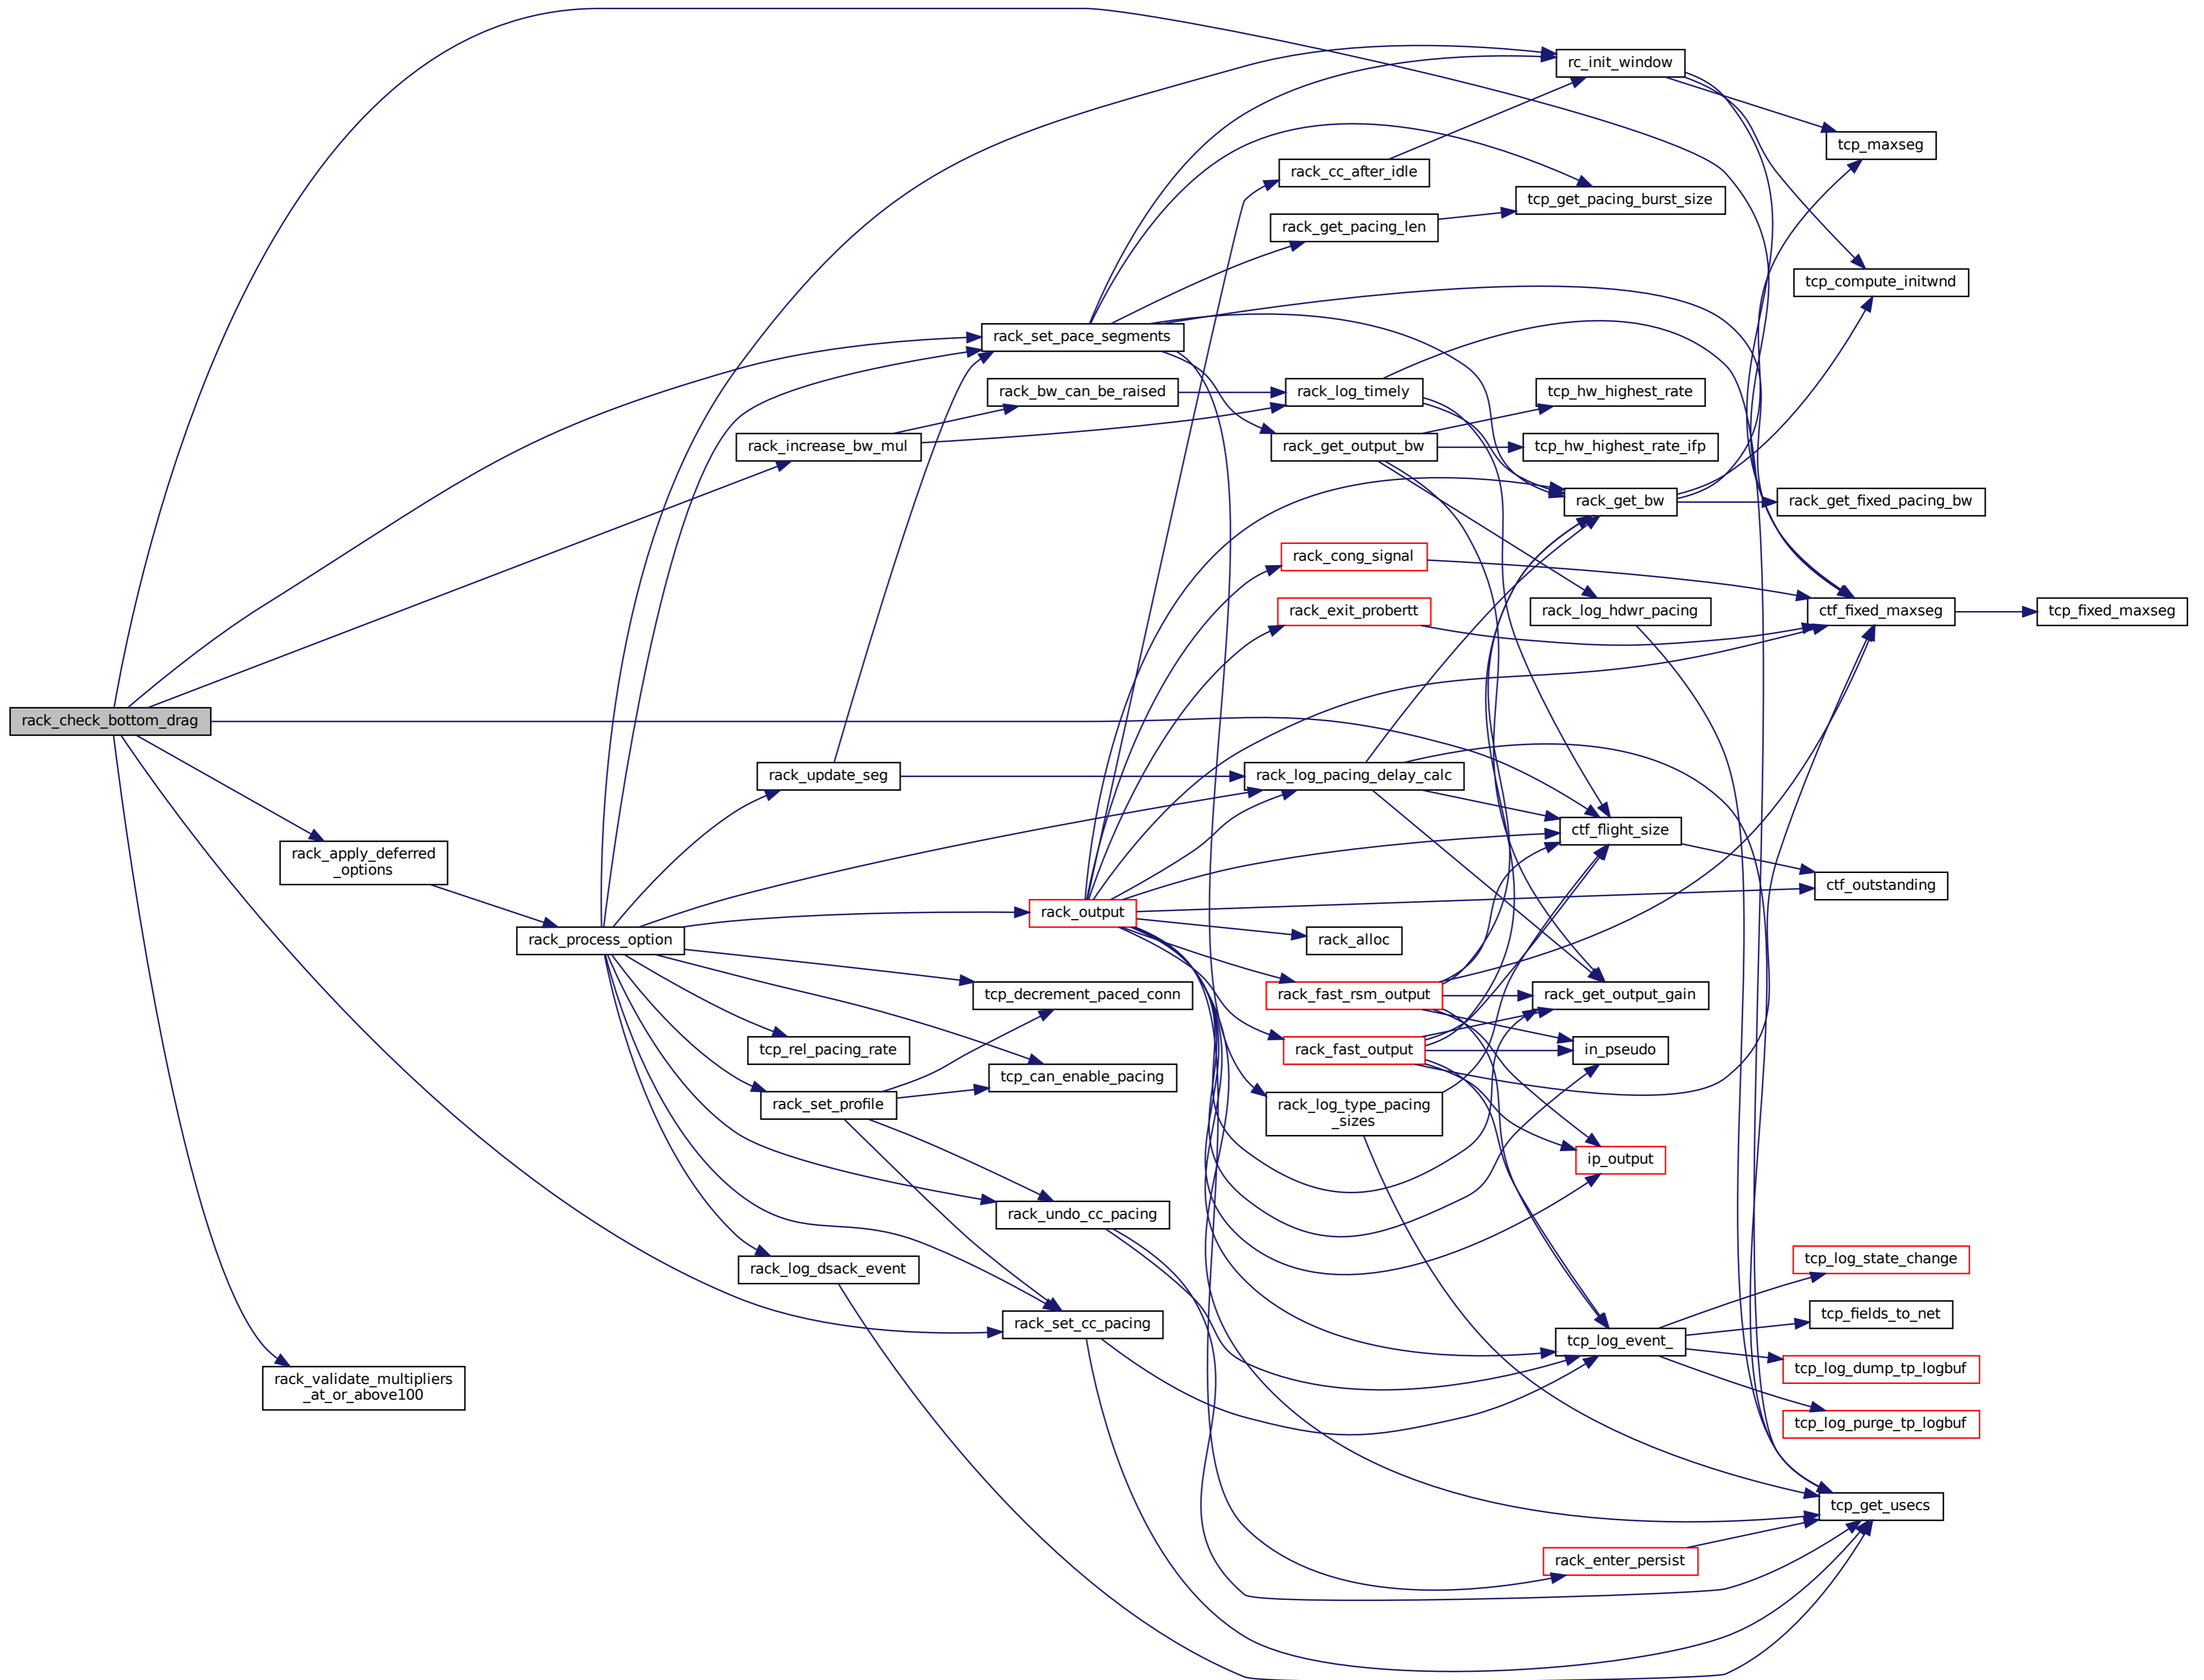 rc_init_window
tcp_maxseg
rack_cc_after_idle
tcp_get_pacing_burst_size
rack_get_pacing_len
tcp_compute_initwnd
rack_set_pace_segments
rack_bw_can_be_raised
rack_log_timely
tcp_hw_highest_rate
rack_increase_bw_mul
rack_get_output_bw
tcp_hw_highest_rate_ifp
rack_get_bw
rack_get_fixed_pacing_bw
rack_cong_signal
rack_exit_probertt
rack_log_hdwr_pacing
ctf_fixed_maxseg
tcp_fixed_maxseg
rack_check_bottom_drag
rack_update_seg
rack_log_pacing_delay_calc
ctf_flight_size
rack_apply_deferred
_options
ctf_outstanding
rack_output
rack_process_option
rack_alloc
tcp_decrement_paced_conn
rack_fast_rsm_output
rack_get_output_gain
tcp_rel_pacing_rate
rack_fast_output
in_pseudo
tcp_can_enable_pacing
rack_set_profile
rack_log_type_pacing
_sizes
ip_output
rack_undo_cc_pacing
rack_log_dsack_event
tcp_log_state_change
rack_set_cc_pacing
tcp_fields_to_net
tcp_log_event_
tcp_log_dump_tp_logbuf
rack_validate_multipliers
_at_or_above100
tcp_log_purge_tp_logbuf
tcp_get_usecs
rack_enter_persist